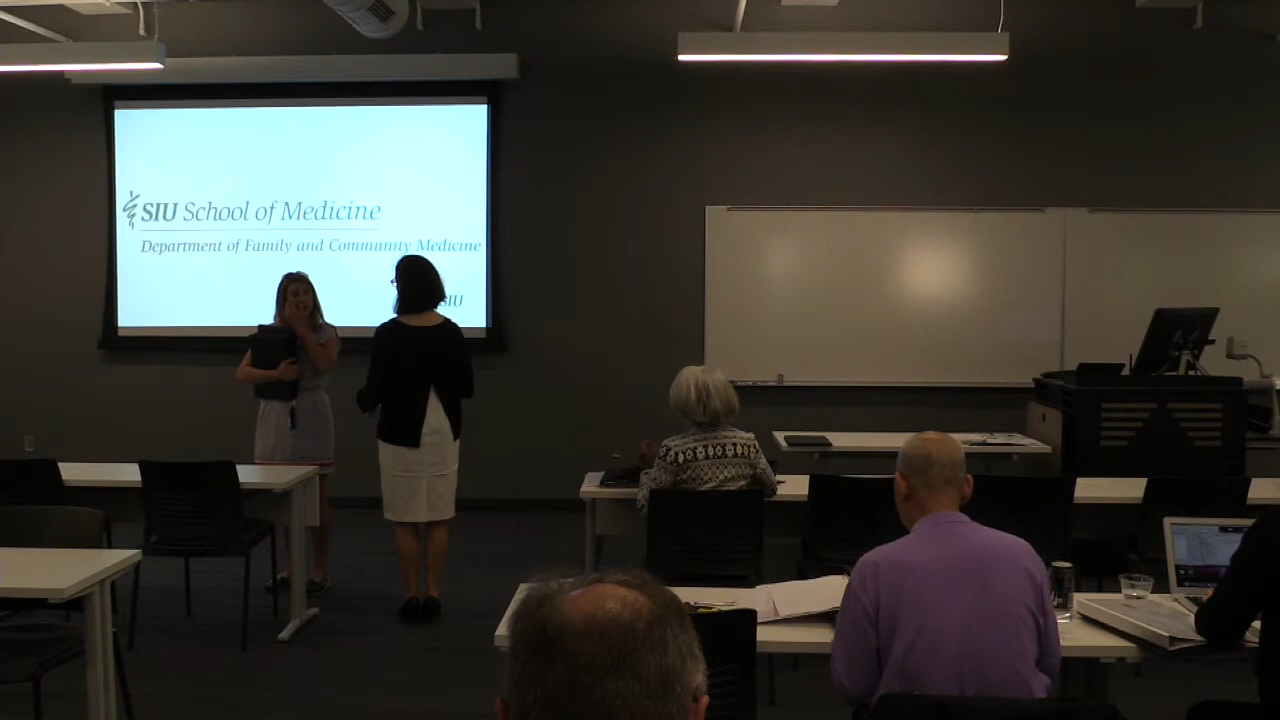 SIU School of Medicine
Department of Family and Community Medicine
SIU